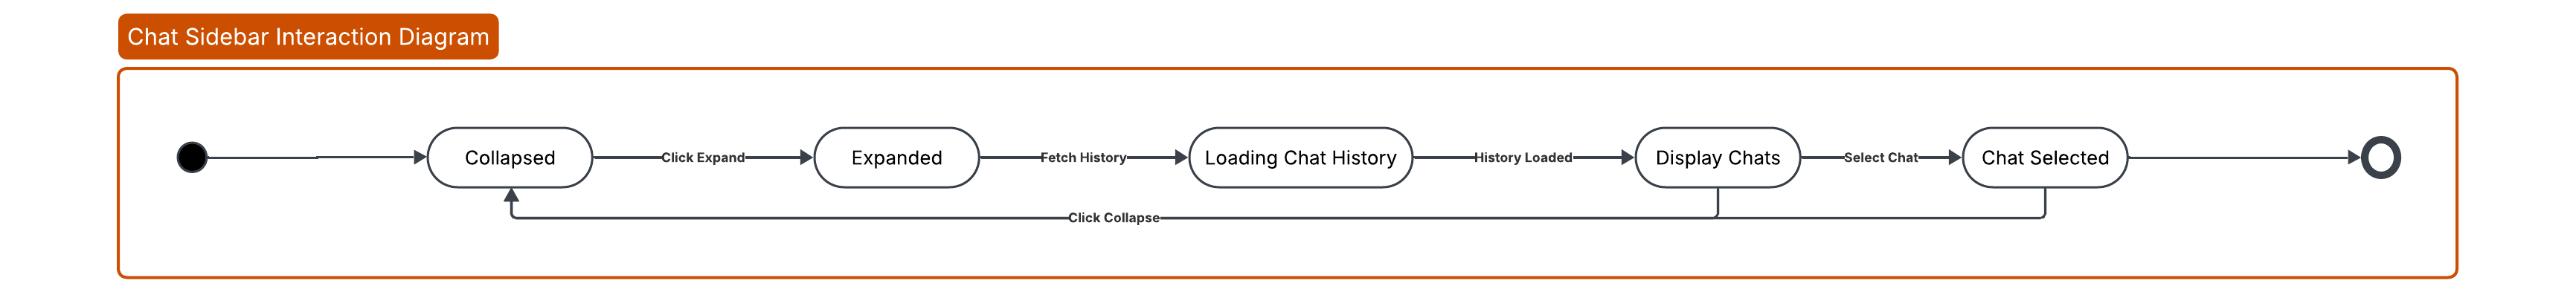 Chat Sidebar Interaction Diagram
Collapsed
Click Expand
Expanded
Fetch History
Loading Chat History
History Loaded
Display Chats
Select Chat
Chat Selected
Click Collapse